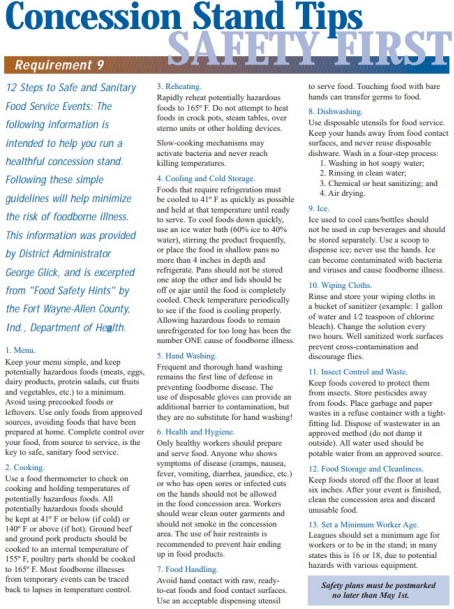 Concession Stand Tips
SAFETY FIRST
Requirement 9
12 Steps to Safe and Sanitary
Food Service Events: The
following information is
intended to help you run a
healthful concession stand.
Following these simple
guidelines will help minimize
the risk of foodborne illness.
This information was provided
by District Administrator
George Glick, and is excerpted
from "Food Safety Hints" by
the Fort Wayne-Allen County,
Ind., Department of Health.
1. Menu.
Keep your menu simple, and keep
potentially hazardous foods (meats, eggs,
dairy products, protein salads, cut fruits
and vegetables, etc.) to a minimum.
Avoid using precooked foods or
leftovers. Use only foods from approved
sources, avoiding foods that have been
prepared at home. Complete control over
your food, from source to service, is the
key to safe, sanitary food service.
2. Cooking.
Use a food thermometer to check on
cooking and holding temperatures of
potentially hazardous foods. All
potentially hazardous foods should
be kept at 41º F or below (if cold) or
140º F or above (if hot). Ground beef
and ground pork products should be
cooked to an internal temperature of
155º F, poultry parts should be cooked
to 165º F. Most foodborne illnesses
from temporary events can be traced
back to lapses in temperature control.
3. Reheating.
Rapidly reheat potentially hazardous
foods to 165º F. Do not attempt to heat
foods in crock pots, steam tables, over
sterno units or other holding devices.
Slow-cooking mechanisms may
activate bacteria and never reach
killing temperatures.
4. Cooling and Cold Storage.
Foods that require refrigeration must
be cooled to 41º F as quickly as possible
and held at that temperature until ready
to serve. To cool foods down quickly,
use an ice water bath (60% ice to 40%
water), stirring the product frequently,
or place the food in shallow pans no
more than 4 inches in depth and
refrigerate. Pans should not be stored
one atop the other and lids should be
off or ajar until the food is completely
cooled. Check temperature periodically
to see if the food is cooling properly.
Allowing hazardous foods to remain
unrefrigerated for too long has been the
number ONE cause of foodborne illness.
5. Hand Washing.
Frequent and thorough hand washing
remains the first line of defense in
preventing foodborne disease. The
use of disposable gloves can provide an
additional barrier to contamination, but
they are no substitute for hand washing!
6. Health and Hygiene.
Only healthy workers should prepare
and serve food. Anyone who shows
symptoms of disease (cramps, nausea,
fever, vomiting, diarrhea, jaundice, etc.)
or who has open sores or infected cuts
on the hands should not be allowed
in the food concession area. Workers
should wear clean outer garments and
should not smoke in the concession
area. The use of hair restraints is
recommended to prevent hair ending
up in food products.
7. Food Handling.
Avoid hand contact with raw, ready-
to-eat foods and food contact surfaces.
Use an acceptable dispensing utensil
to serve food. Touching food with bare
hands can transfer germs to food.
8. Dishwashing.
Use disposable utensils for food service.
Keep your hands away from food contact
surfaces, and never reuse disposable
dishware. Wash in a four-step process:
1. Washing in hot soapy water;
2. Rinsing in clean water;
3. Chemical or heat sanitizing; and
4. Air drying.
9. Ice.
Ice used to cool cans/bottles should
not be used in cup beverages and should
be stored separately. Use a scoop to
dispense ice; never use the hands. Ice
can become contaminated with bacteria
and viruses and cause foodborne illness.
10. Wiping Cloths.
Rinse and store your wiping cloths in
a bucket of sanitizer (example: 1 gallon
of water and 1⁄2 teaspoon of chlorine
bleach). Change the solution every
two hours. Well sanitized work surfaces
prevent cross-contamination and
discourage flies.
11. Insect Control and Waste.
Keep foods covered to protect them
from insects. Store pesticides away
from foods. Place garbage and paper
wastes in a refuse container with a tight-
fitting lid. Dispose of wastewater in an
approved method (do not dump it
outside). All water used should be
potable water from an approved source.
12. Food Storage and Cleanliness.
Keep foods stored off the floor at least
six inches. After your event is finished,
clean the concession area and discard
unusable food.
13. Set a Minimum Worker Age.
Leagues should set a minimum age for
workers or to be in the stand; in many
states this is 16 or 18, due to potential
hazards with various equipment.
Safety plans must be postmarked
no later than May 1st.